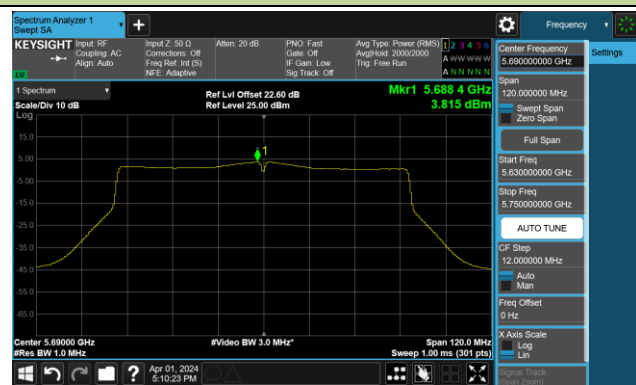 Spectrum Analyzer 1
Swept SA
+
Frequency
KEYSIGHT
Input: RF
Coupling: AC
Align: Auto
Input Z: 50 Ω
Corrections: Off
Freq Ref: Int (S)
NFE: Adaptive
Atten: 20 dB
PNO: Fast
Gate: Off
IF Gain: Low
Sig Track: Off
Avg Type: Power (RMS)
Avg|Hold: 2000/2000
Trig: Free Run
1 2 3 4 5 6
A W W W W W
A N N N N N
LW
Center Frequency
5.690000000 GHz
Settings
Span
120.000000 MHz
Swept Span
Zero Span
Full Span
Start Freq
5.630000000 GHz
Stop Freq
5.750000000 GHz
AUTO TUNE
CF Step
12.000000 MHz
Auto
Man
Freq Offset
0 Hz
X Axis Scale
Log
Lin
Signal Track
(Span Zoom)
1 Spectrum
Scale/Div 10 dB
Ref Lvl Offset 22.60 dB
Ref Level 25.00 dBm
Mkr1 5.688 4 GHz
3.815 dBm
Log
15.0
5.00
-5.00
-15.0
-25.0
-35.0
-45.0
-55.0
-65.0
1
Center 5.69000 GHz
#Video BW 3.0 MHz*
Span 120.0 MHz
#Res BW 1.0 MHz
Sweep 1.00 ms (301 pts)
?
Apr 01, 2024
5:10:23 PM